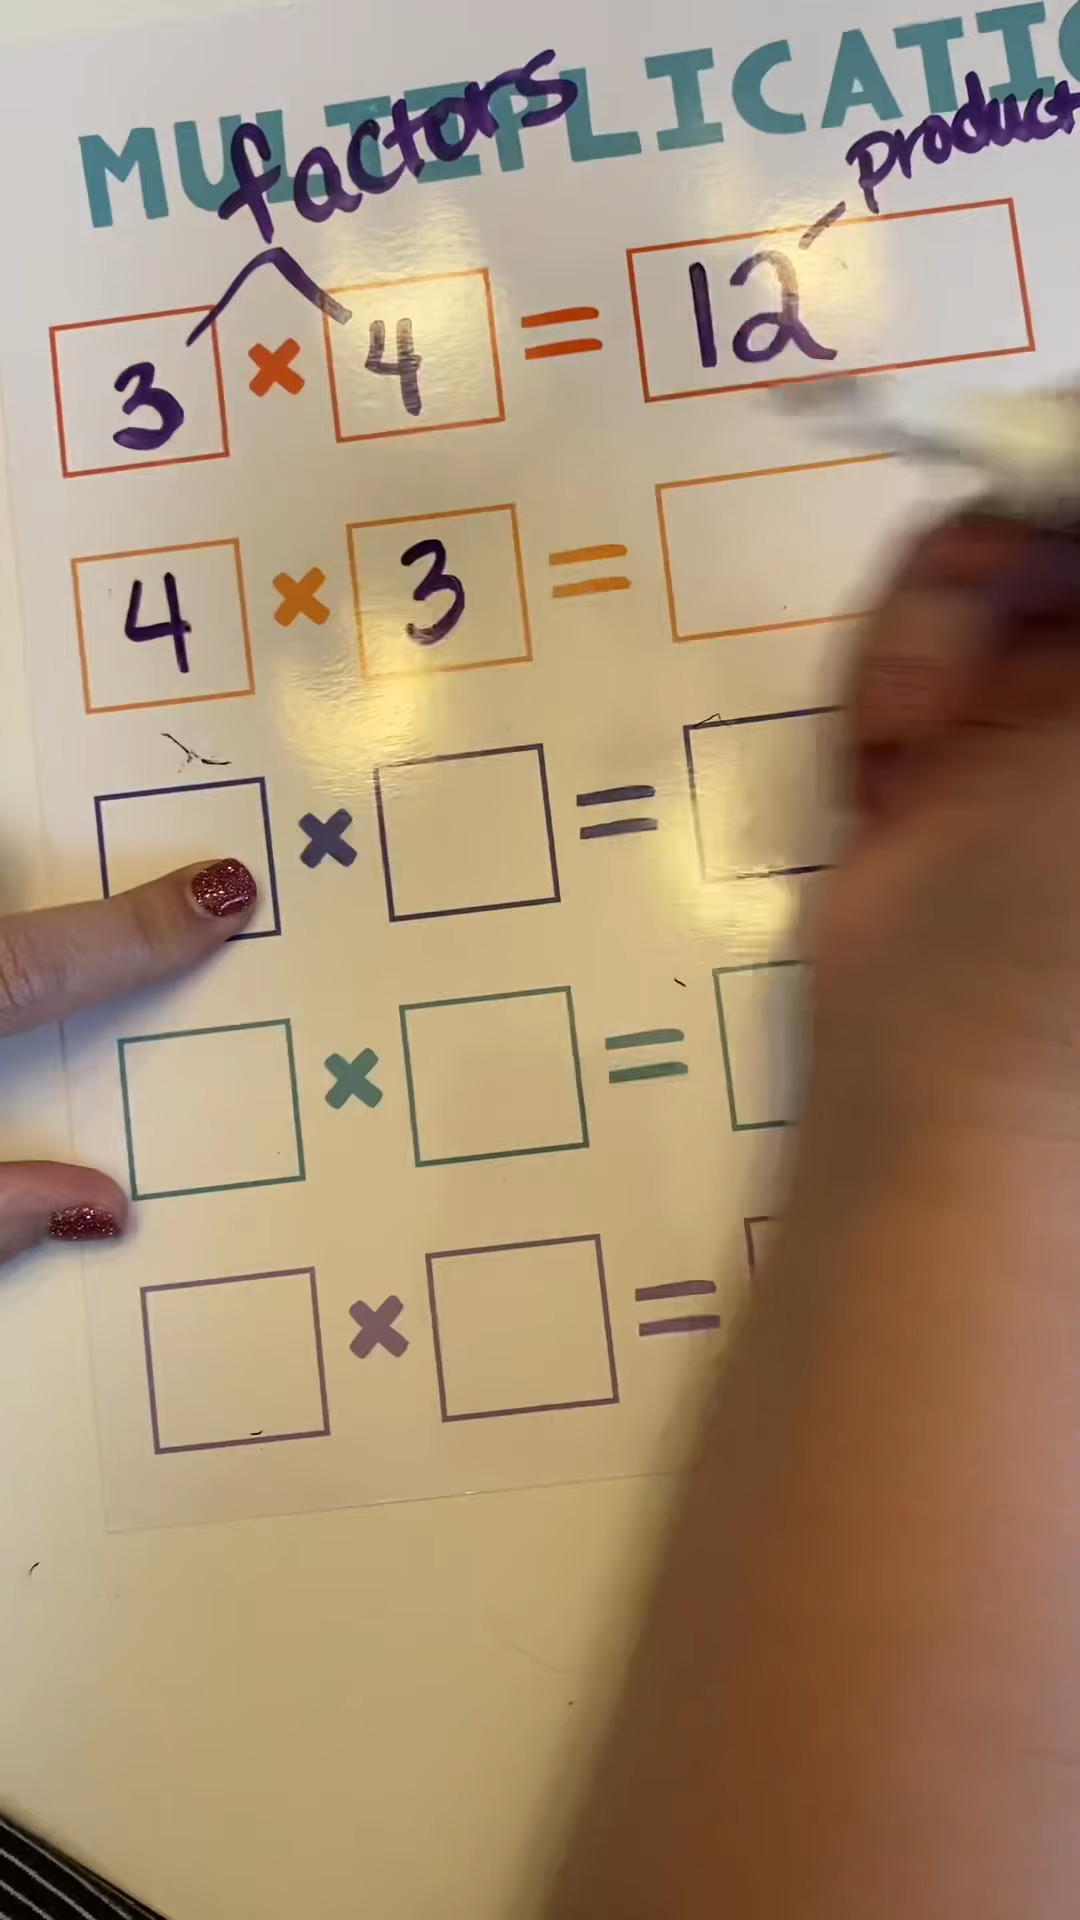 MULTIPLICATIO
factors
product
3 × 4 = 12
4 × 3 =
× =
× =
× =